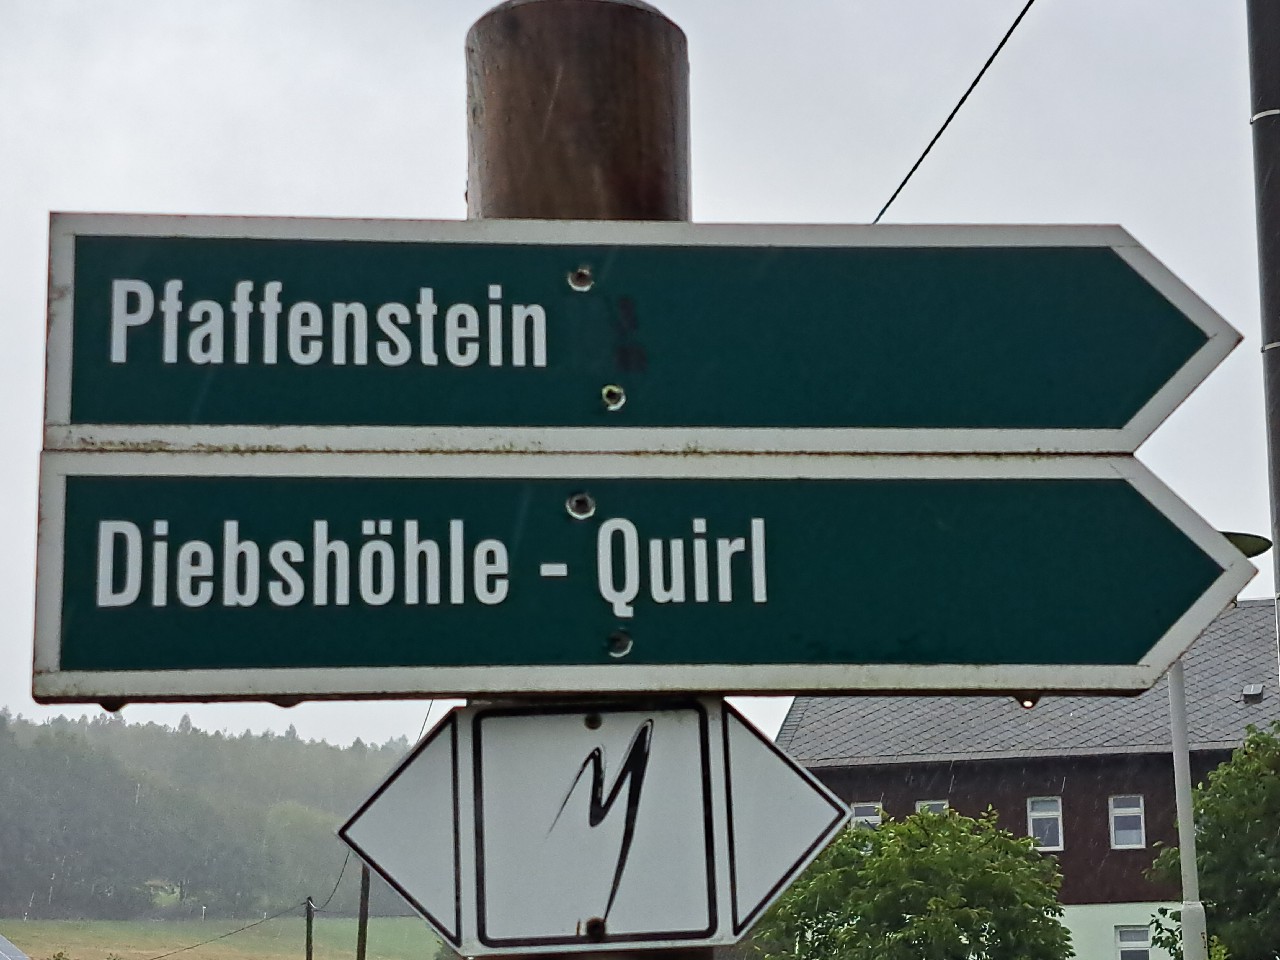 Pfaffenstein
Diebshöhle - Quirl